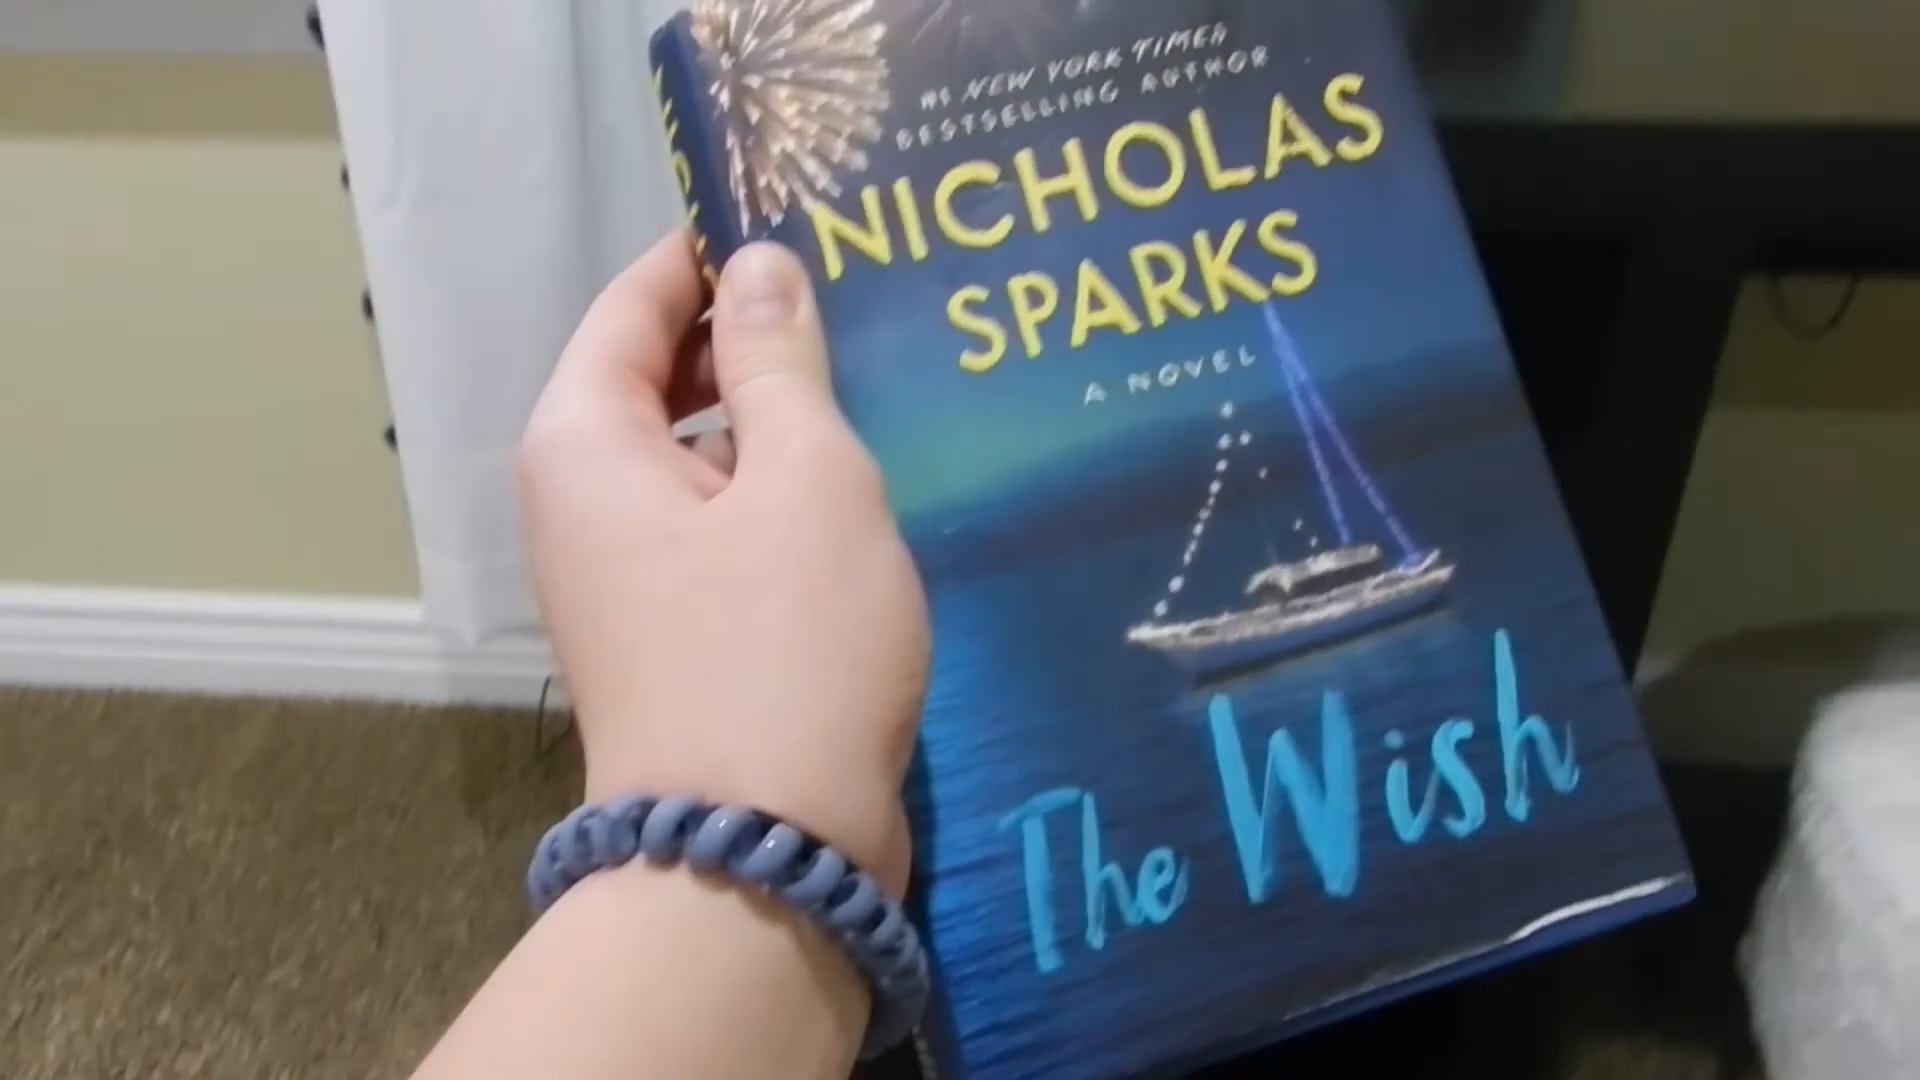 #1 NEW YORK TIMES
BESTSELLING AUTHOR
NICHOLAS
SPARKS
A NOVEL
The Wish